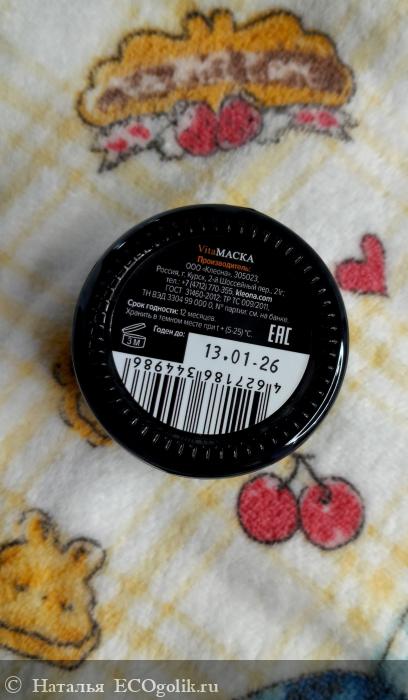 VitaМАСКА
Производитель:
ООО «Клеона», 305023,
Россия, г. Курск, 2-й Шоссейный пер., 21г;
тел.: +7 (4712) 770-355, kleona.com;
ГОСТ 31460-2012; ТР ТС 009/2011,
ТН ВЭД 3304 99 000 0, № партии: см. на банке.
Срок годности: 12 месяцев.
Хранить в темном месте при t + (5-25) °С.
Годен до:
EAC
3 M
13.01-26
4627186344986
© Наталья ECOgolik.ru